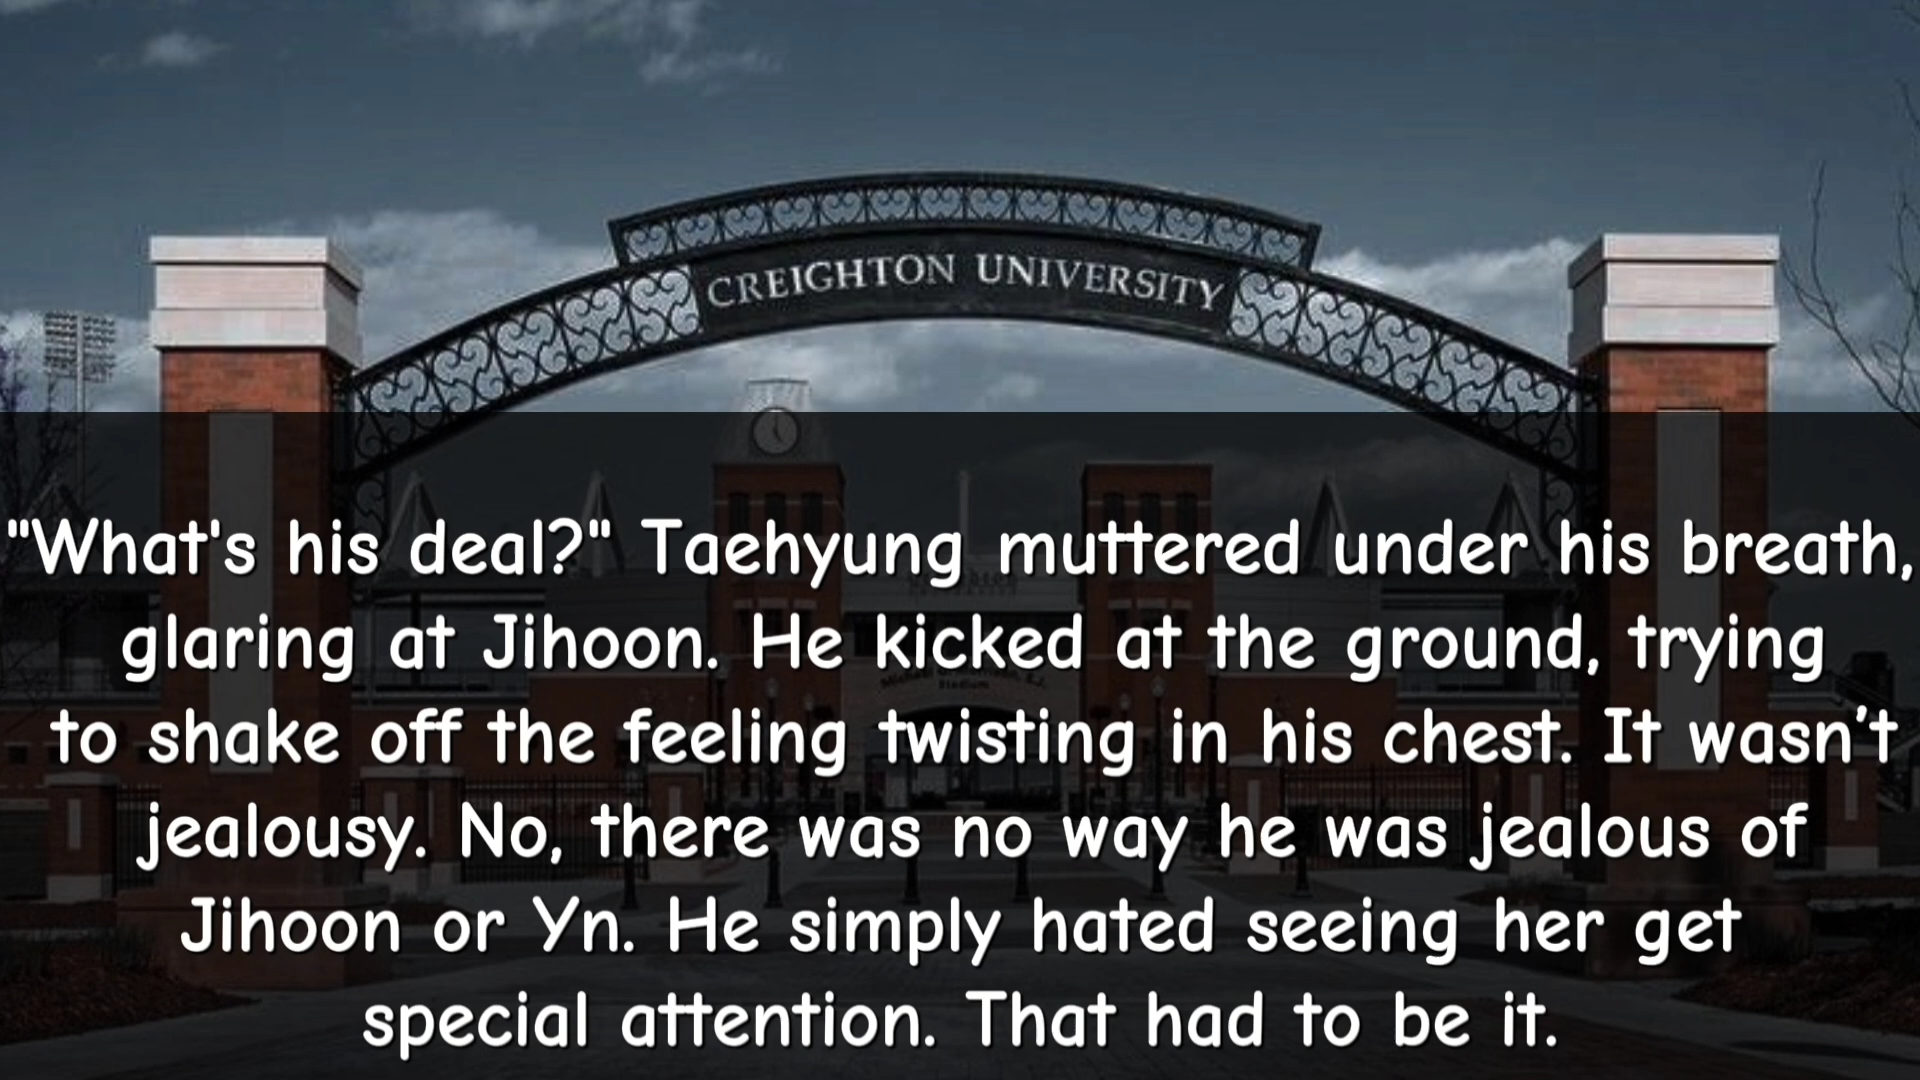 CREIGHTON UNIVERSITY
"What's his deal?" Taehyung muttered under his breath,
glaring at Jihoon. He kicked at the ground, trying
to shake off the feeling twisting in his chest. It wasn’t
jealousy. No, there was no way he was jealous of
Jihoon or Yn. He simply hated seeing her get
special attention. That had to be it.
Stadium